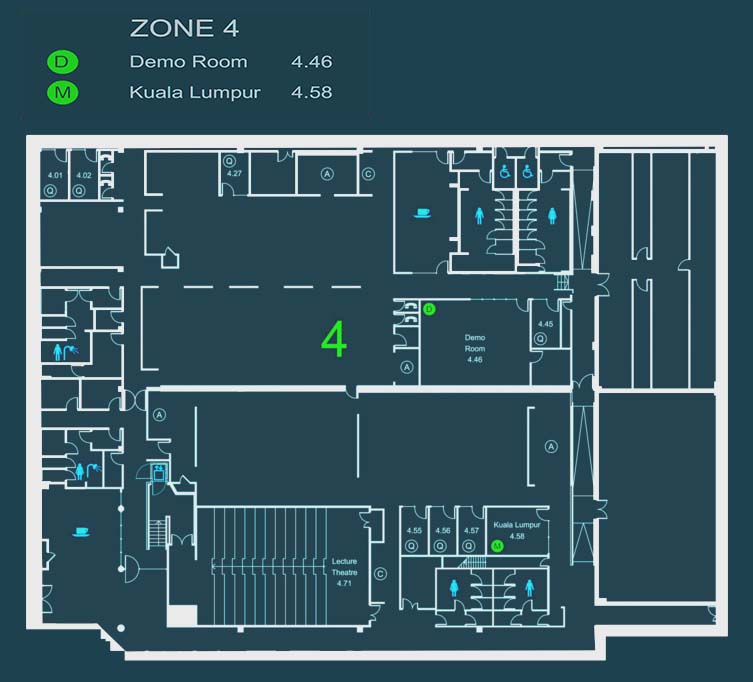 ZONE 4
D Demo Room 4.46
M Kuala Lumpur 4.58
4.01
Q
4.02
Q
Q
4.27
A
C
D
4
Demo
Room
4.46
4.45
Q
A
A
A
4.55
Q
4.56
Q
4.57
Q
Kuala Lumpur
4.58
M
Lecture
Theatre
4.71
C